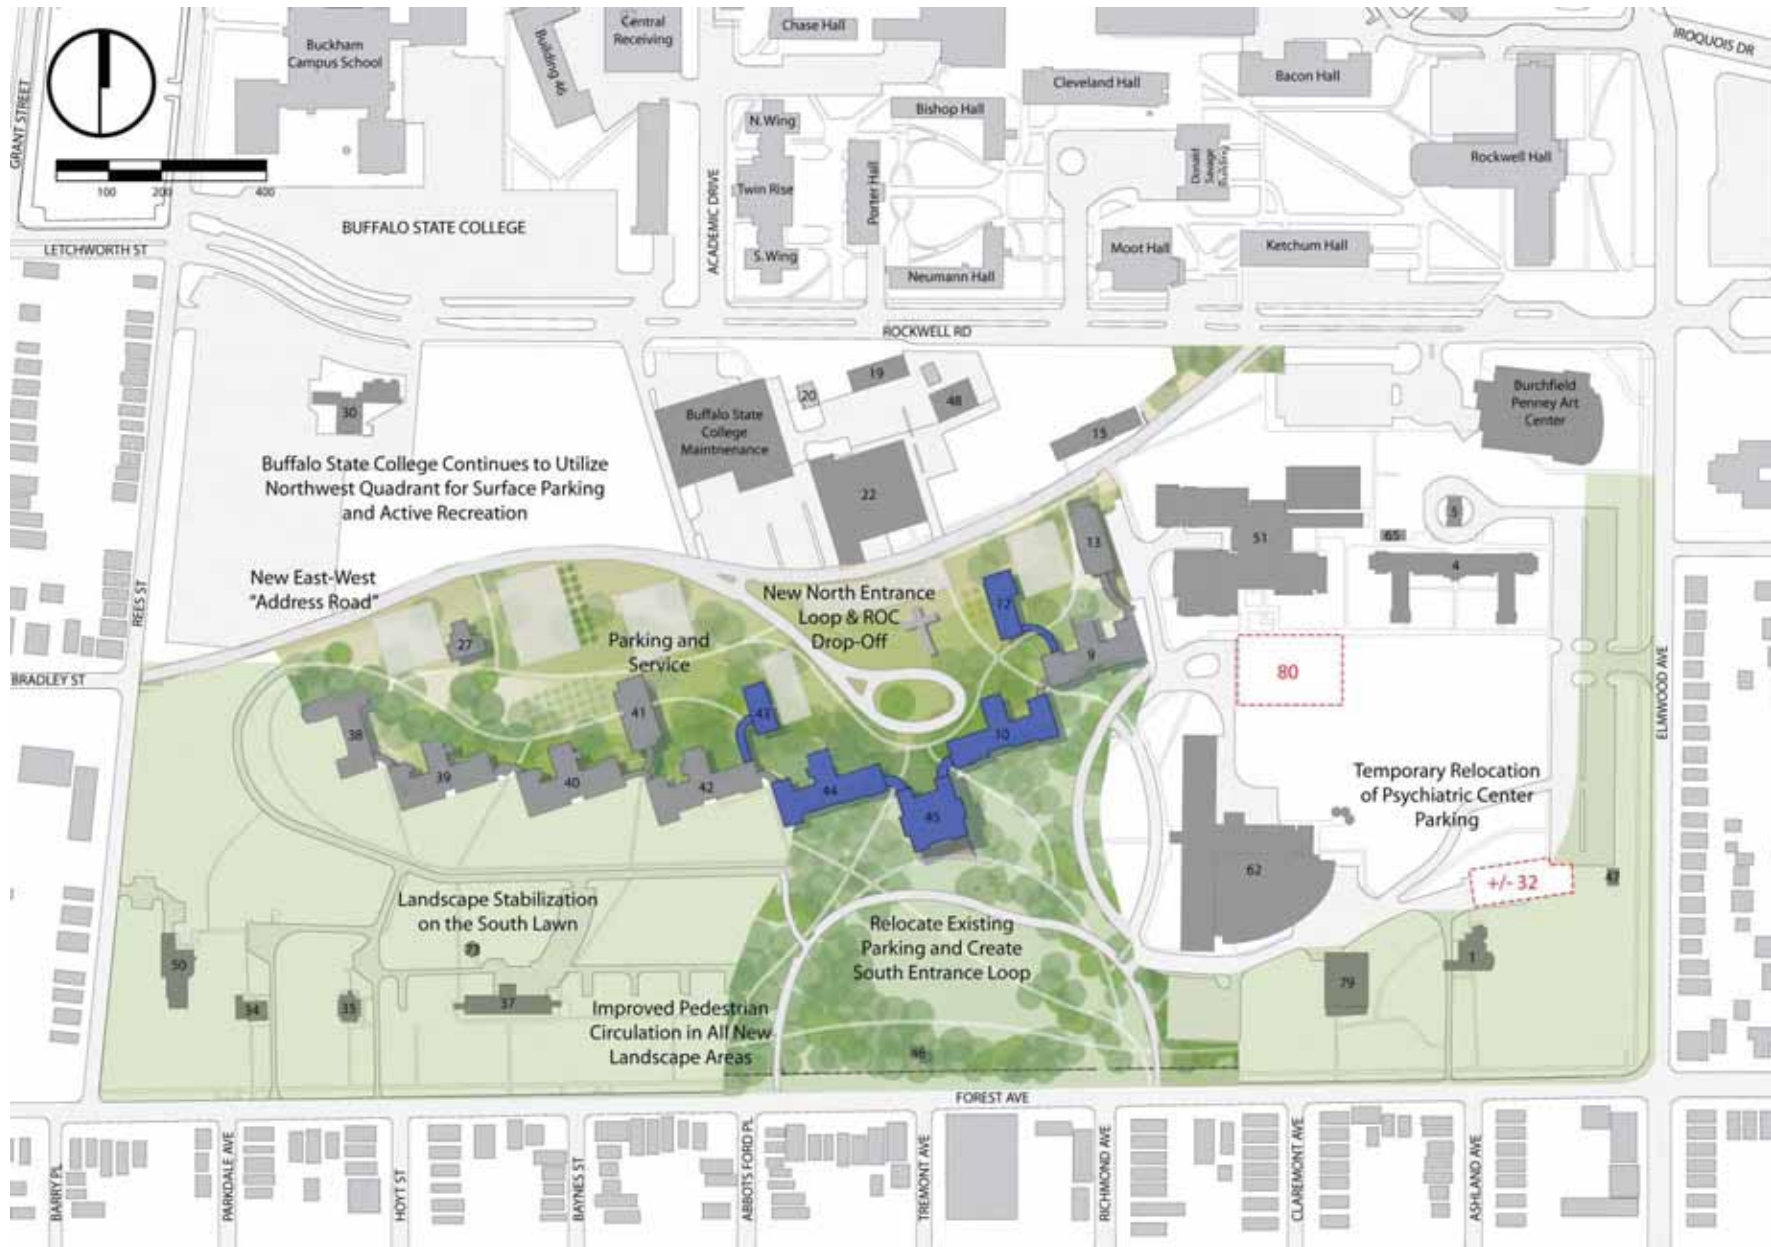 Chase Hall
Central
Receiving
Building 46
Buckham
Campus School
IROQUOIS DR
GRANT STREET
Cleveland Hall
Bacon Hall
Bishop Hall
N. Wing
Twin Rise
S. Wing
Porter Hall
Donald
Savage
Building
Rockwell Hall
100
200
400
ACADEMIC DRIVE
BUFFALO STATE COLLEGE
LETCHWORTH ST
Moot Hall
Ketchum Hall
Neumann Hall
ROCKWELL RD
19
20
48
30
Buffalo State
College
Maintnenance
15
Burchfield
Penney Art
Center
Buffalo State College Continues to Utilize
Northwest Quadrant for Surface Parking
and Active Recreation
22
5
65
51
13
4
New East-West
"Address Road"
REES ST
New North Entrance
Loop & ROC
Drop-Off
12
27
Parking and
Service
9
80
BRADLEY ST
ELMWOOD AVE
41
43
38
10
39
40
42
44
45
Temporary Relocation
of Psychiatric Center
Parking
62
+/- 32
Landscape Stabilization
on the South Lawn
Relocate Existing
Parking and Create
South Entrance Loop
50
1
79
34
35
37
Improved Pedestrian
Circulation in All New
Landscape Areas
FOREST AVE
BARRY PL
PARKDALE AVE
HOYT ST
BAYNES ST
ABBOTS FORD PL
TREMONT AVE
RICHMOND AVE
CLAREMONT AVE
ASHLAND AVE